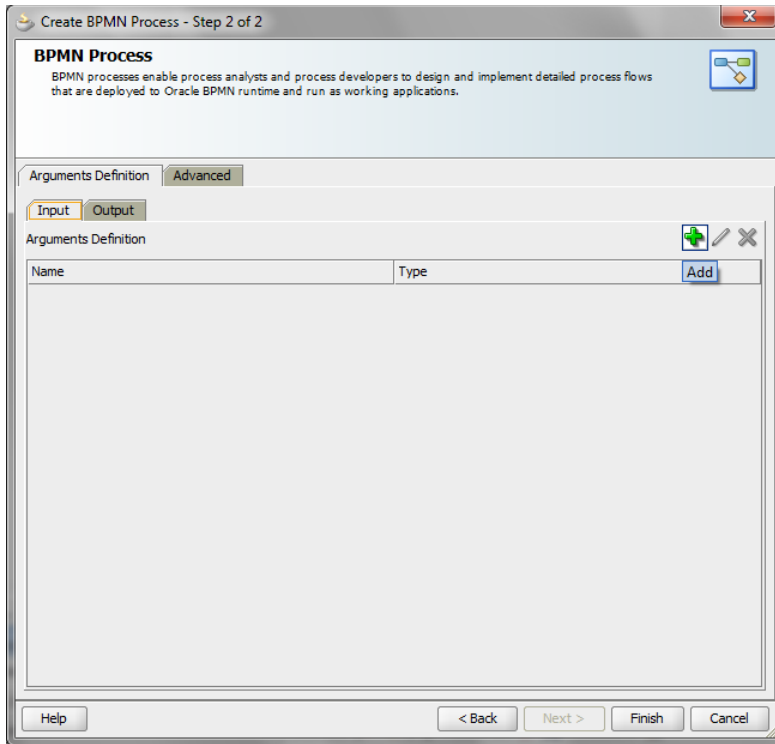 Create BPMN Process - Step 2 of 2
x
BPMN Process
BPMN processes enable process analysts and process developers to design and implement detailed process flows
that are deployed to Oracle BPMN runtime and run as working applications.
Arguments Definition Advanced
Input Output
Arguments Definition
Name Type Add
Help < Back Next > Finish Cancel